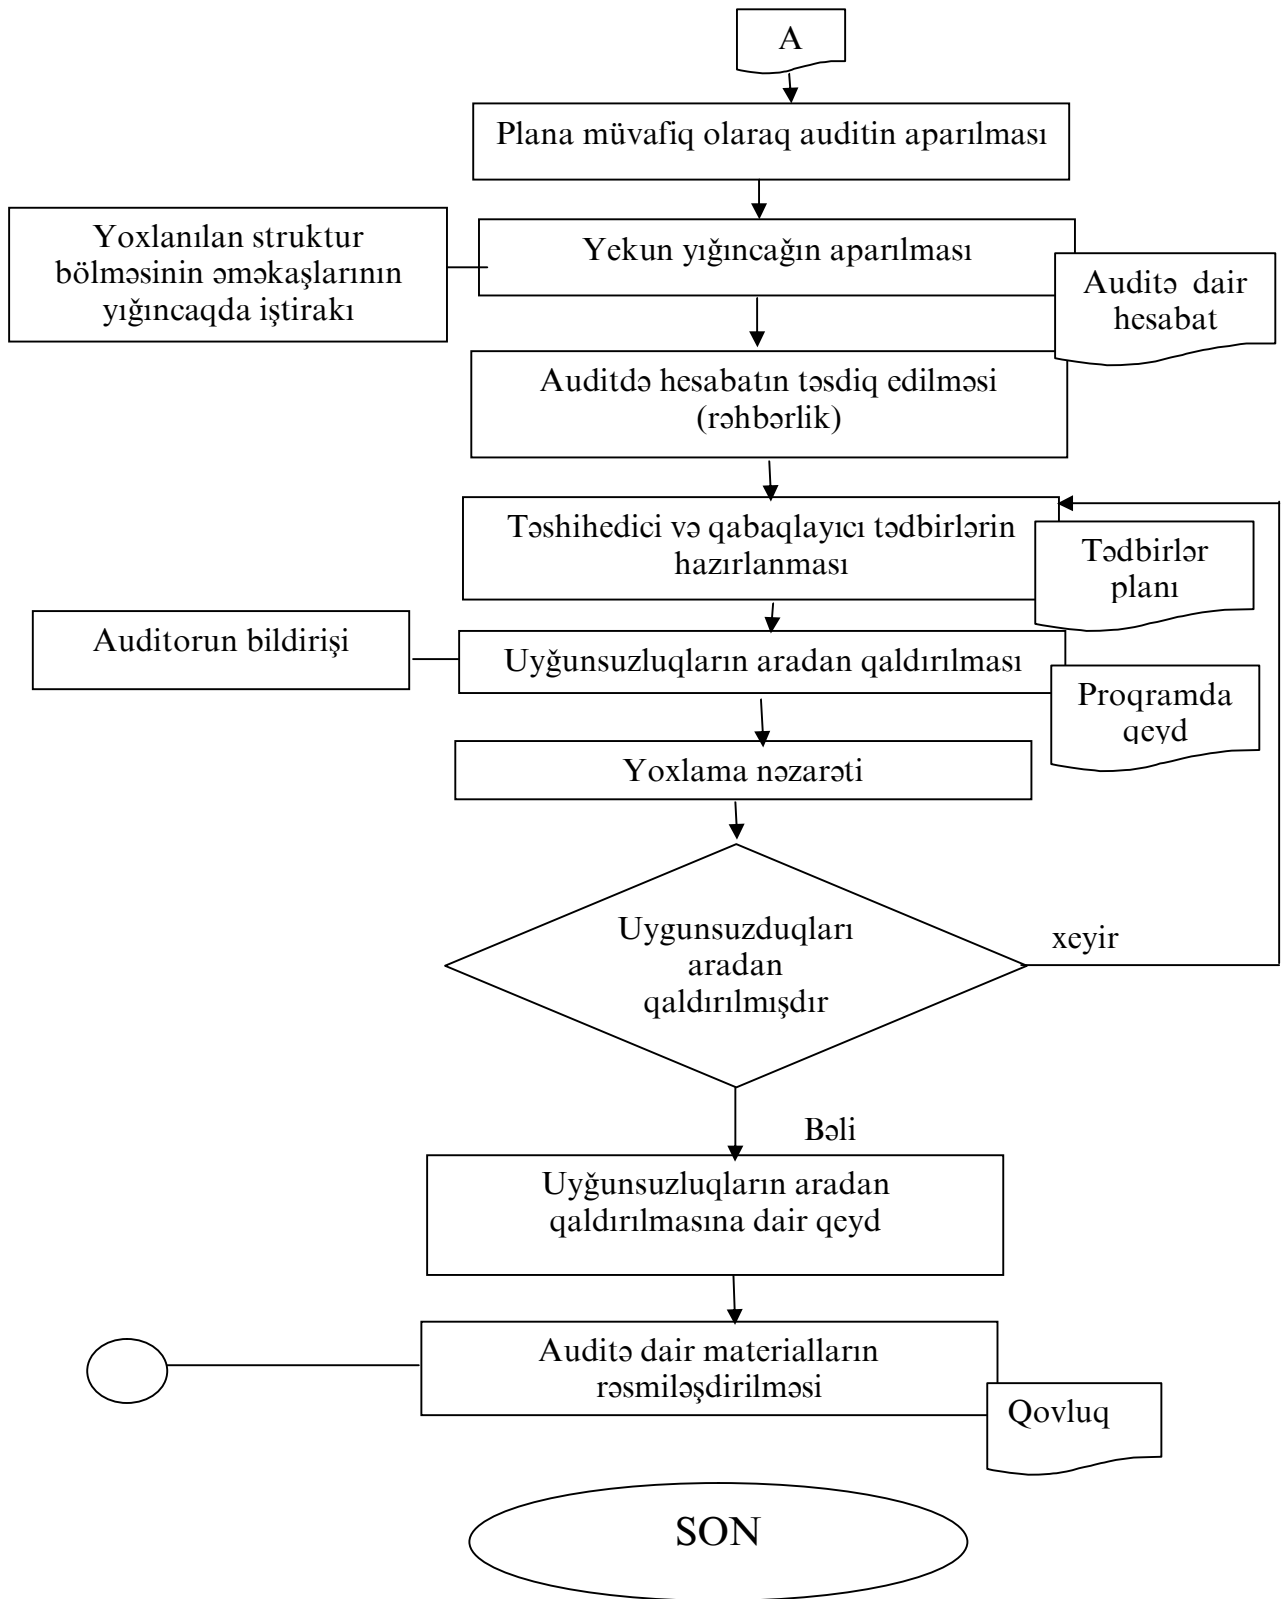 A
Plana müvafiq olaraq auditin aparılması
Yoxlanılan struktur
bölməsinin əməkaşlarının
yığıncaqda iştirakı
Yekun yığıncağın aparılması
Auditə dair
hesabat
Auditdə hesabatın təsdiq edilməsi
(rəhbərlik)
Təshihedici və qabaqlayıcı tədbirlərin
hazırlanması
Tədbirlər
planı
Auditorun bildirişi
Uyğunsuzluqların aradan qaldırılması
Proqramda
qeyd
Yoxlama nəzarəti
Uygunsuzduqları
aradan
qaldırılmışdır
xeyir
Bəli
Uyğunsuzluqların aradan
qaldırılmasına dair qeyd
Auditə dair materialların
rəsmiləşdirilməsi
Qovluq
SON